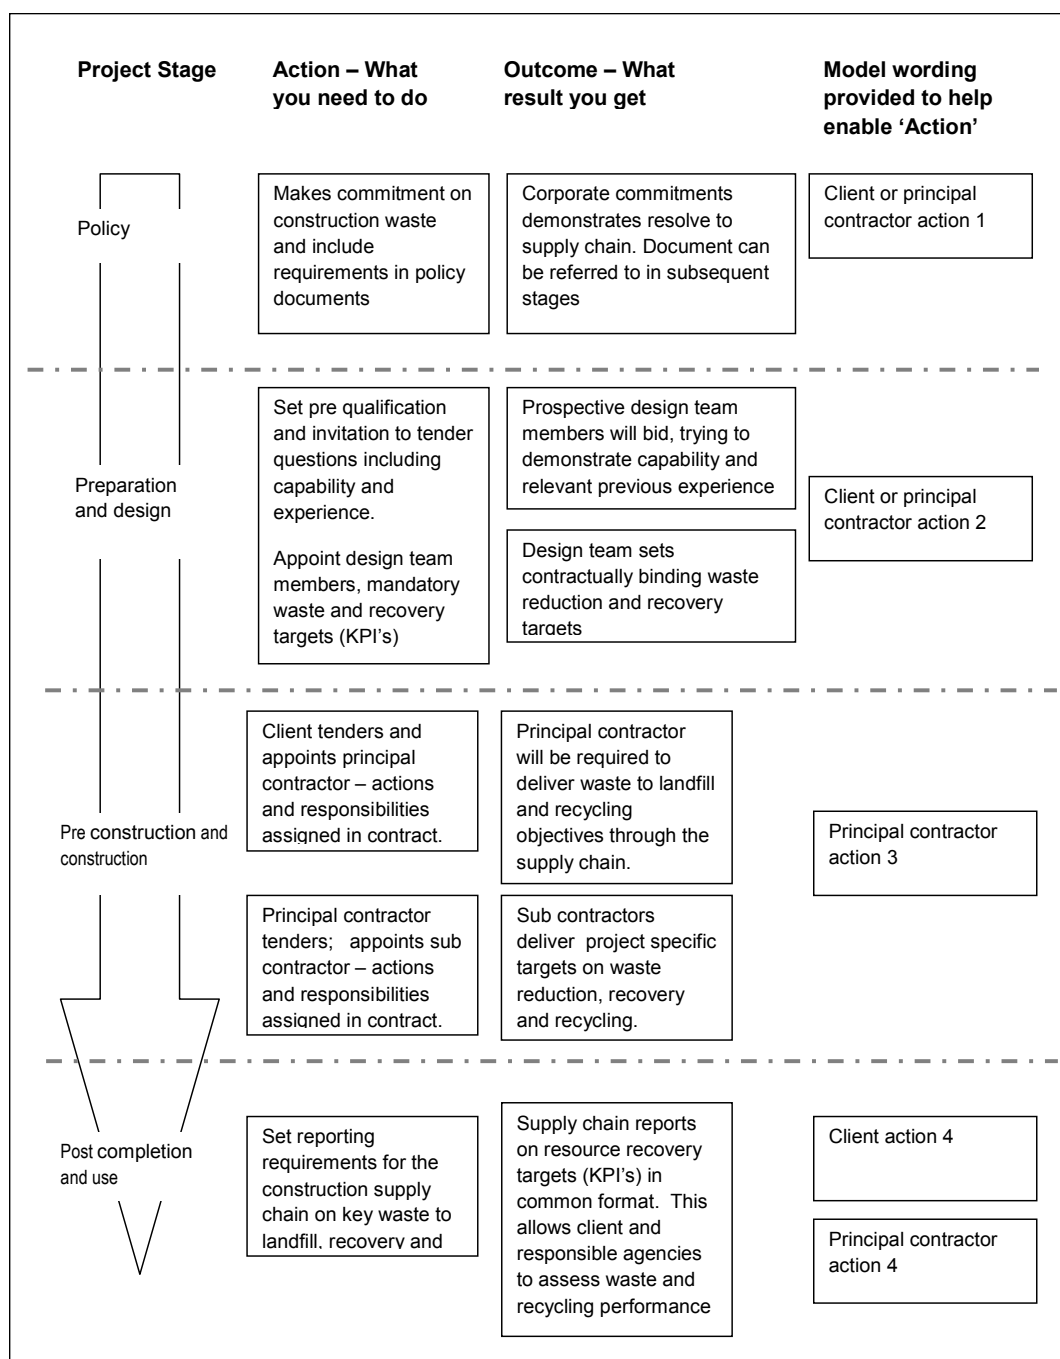 Project Stage
Action – What
you need to do
Outcome – What
result you get
Model wording
provided to help
enable ‘Action’
Policy
Makes commitment on
construction waste
and include
requirements in policy
documents
Corporate commitments
demonstrates resolve to
supply chain. Document can
be referred to in subsequent
stages
Client or principal
contractor action 1
Preparation
and design
Set pre qualification
and invitation to tender
questions including
capability and
experience.
Appoint design team
members, mandatory
waste and recovery
targets (KPI’s)
Prospective design team
members will bid, trying to
demonstrate capability and
relevant previous experience
Design team sets
contractually binding waste
reduction and recovery
targets
Client or principal
contractor action 2
Pre construction and
construction
Client tenders and
appoints principal
contractor – actions
and responsibilities
assigned in contract.
Principal contractor
will be required to
deliver waste to landfill
and recycling
objectives through the
supply chain.
Principal contractor
action 3
Principal contractor
tenders; appoints sub
contractor – actions
and responsibilities
assigned in contract.
Sub contractors
deliver project specific
targets on waste
reduction, recovery
and recycling.
Post completion
and use
Set reporting
requirements for the
construction supply
chain on key waste to
landfill, recovery and
Supply chain reports
on resource recovery
targets (KPI’s) in
common format. This
allows client and
responsible agencies
to assess waste and
recycling performance
Client action 4
Principal contractor
action 4